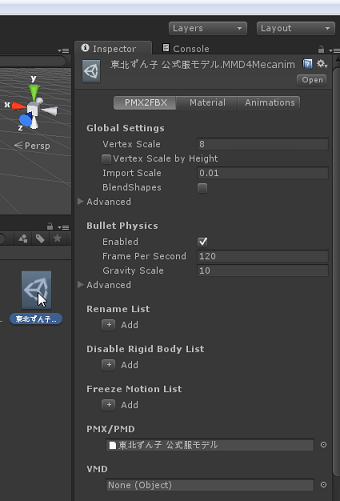 Layers
Layout
Inspector
Console
東北ずん子 公式服モデル.MMD4Mecanim
Open
PMX2FBX
Material
Animations
y
x
z
Persp
Global Settings
Vertex Scale
8
Vertex Scale by Height
Import Scale
0.01
BlendShapes
Advanced
Bullet Physics
Enabled
Frame Per Second
120
Gravity Scale
10
Advanced
東北ずん子...
Rename List
+ Add
Disable Rigid Body List
+ Add
Freeze Motion List
+ Add
PMX/PMD
東北ずん子 公式服モデル
VMD
None (Object)